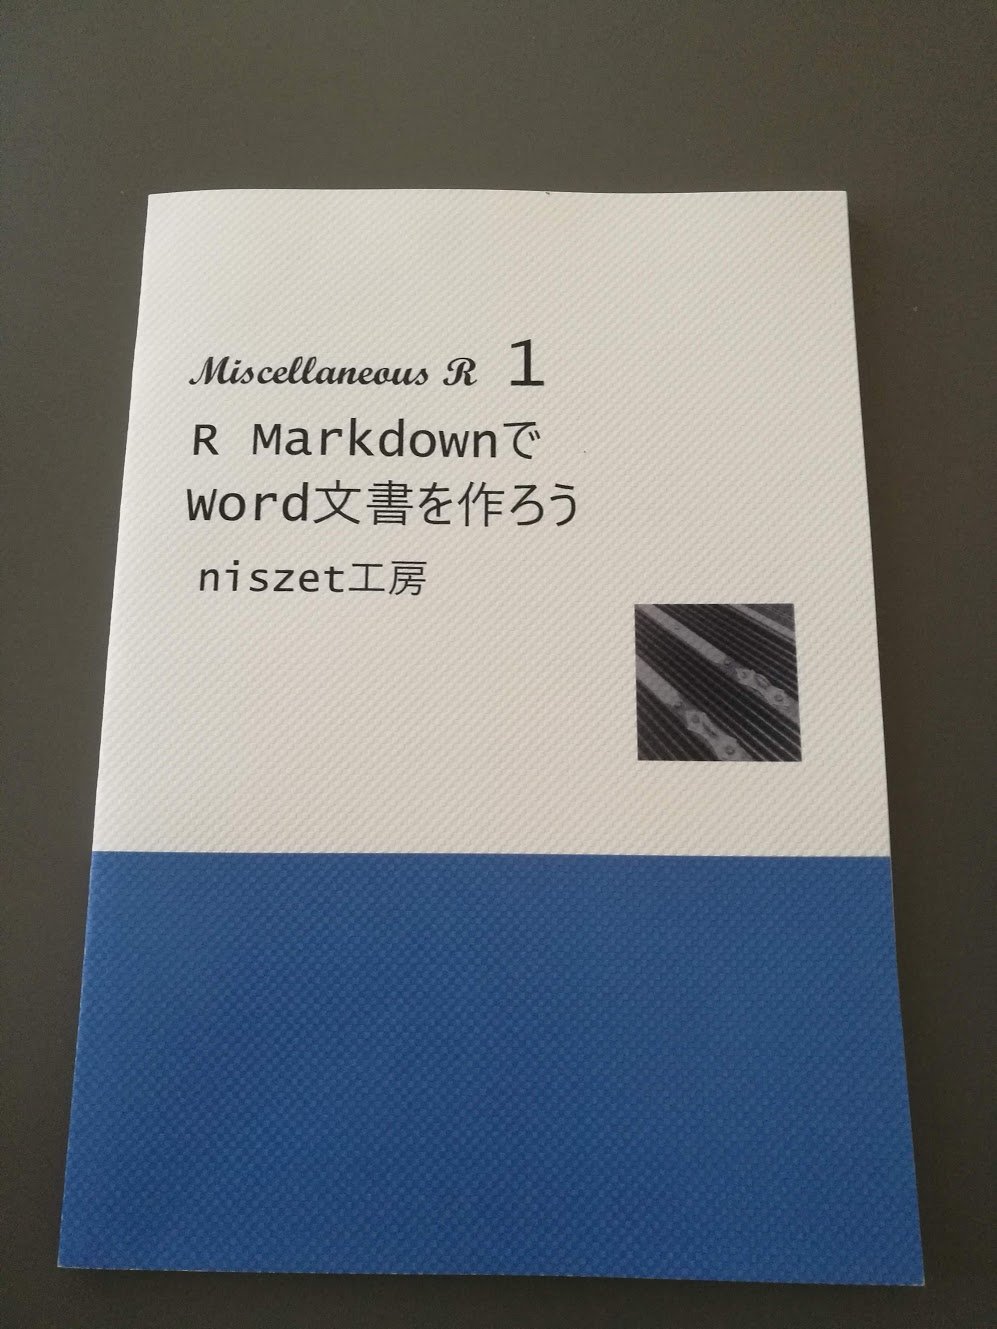 Miscellaneous R 1
R Markdownで
Word文書を作ろう
niszet工房